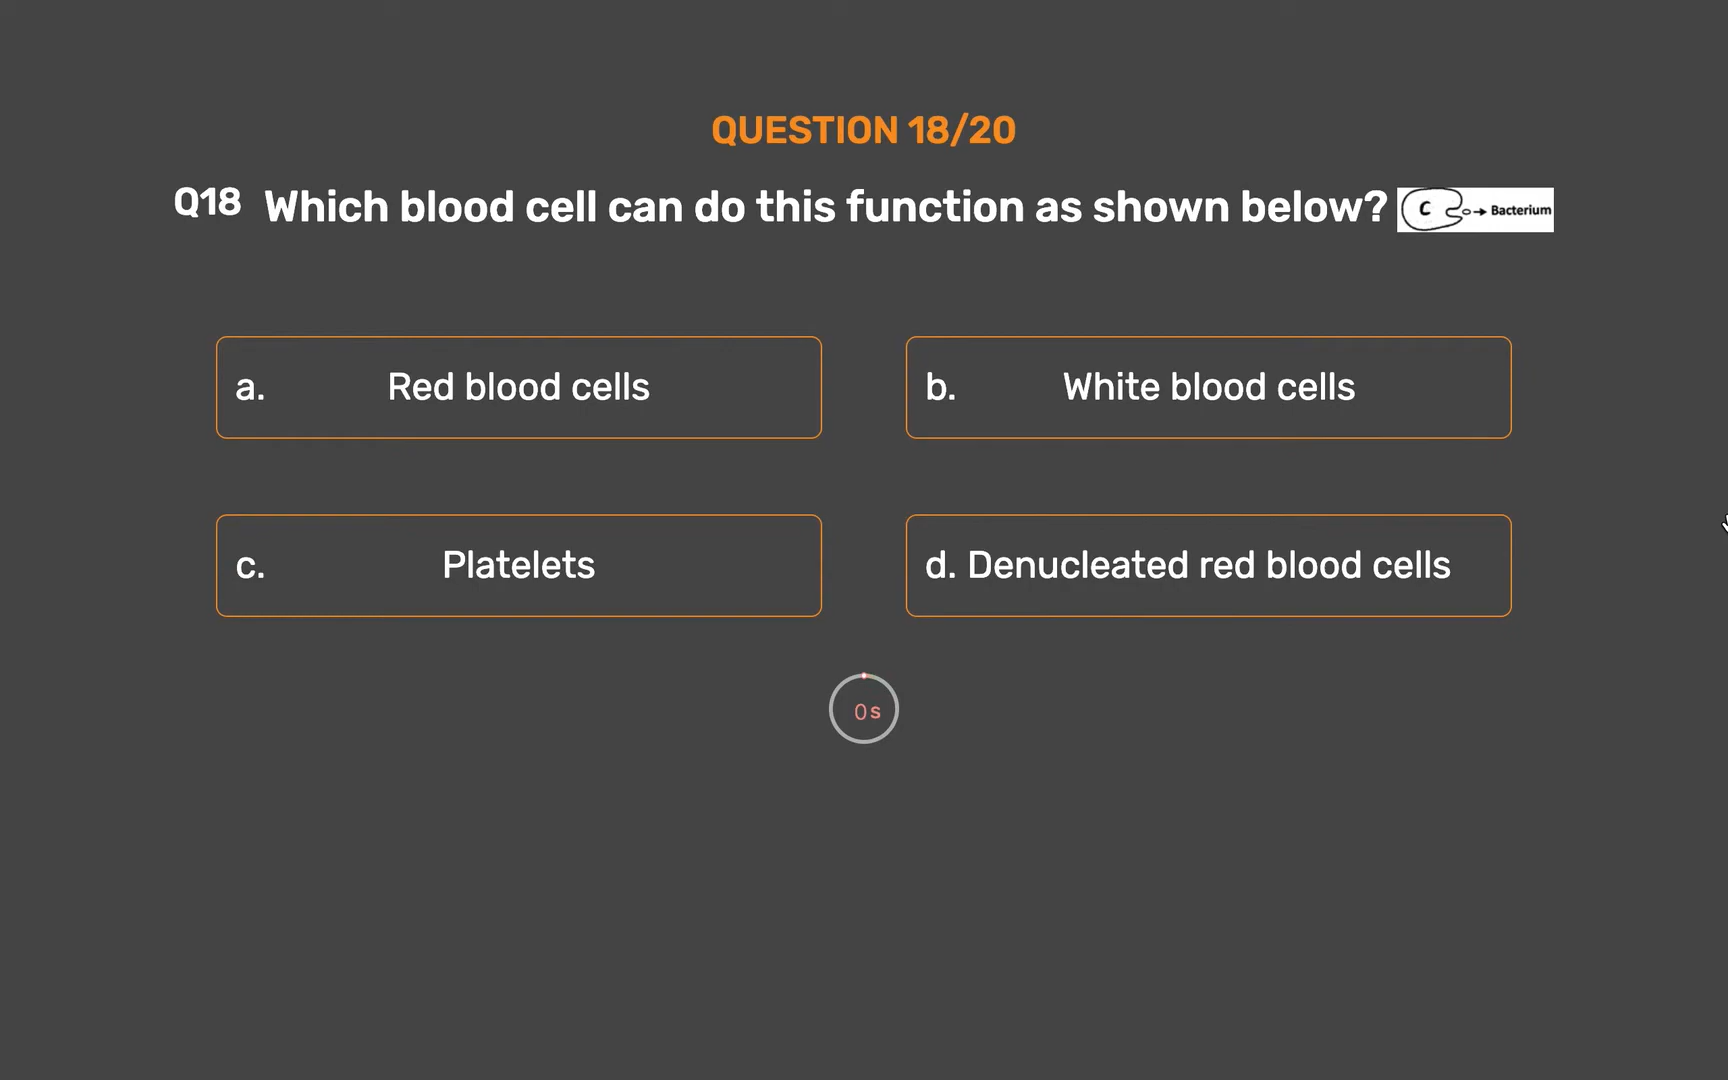 QUESTION 18/20
Q18 Which blood cell can do this function as shown below? C Bacterium
a. Red blood cells
b. White blood cells
c. Platelets
d. Denucleated red blood cells
0s